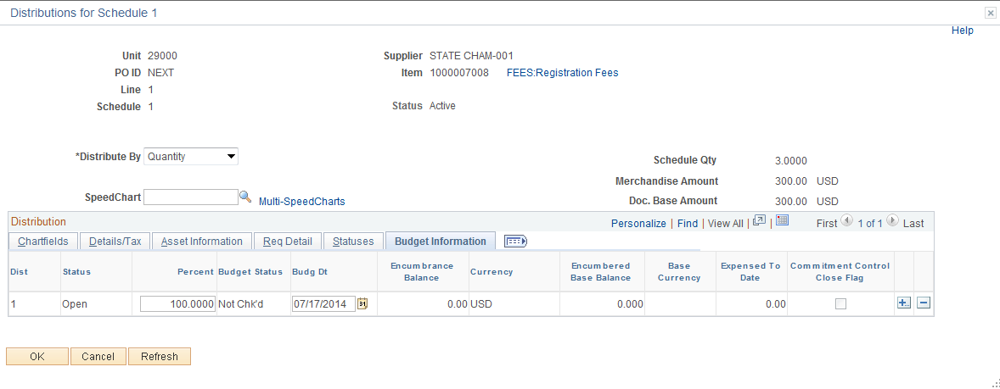 Distributions for Schedule 1
Help
Unit 29000 Supplier STATE CHAM-001
PO ID NEXT Item 1000007008 FEES:Registration Fees
Line 1
Schedule 1 Status Active
*Distribute By Quantity Schedule Qty 3.0000
Merchandise Amount 300.00 USD
SpeedChart Multi-SpeedCharts Doc. Base Amount 300.00 USD
Distribution Personalize | Find | View All | | First 1 of 1 Last
Chartfields Details/Tax Asset Information Req Detail Statuses Budget Information
Dist Status Percent Budget Status Budg Dt Encumbrance Balance Currency Encumbered Base Balance Base Currency Expensed To Date Commitment Control Close Flag
1 Open 100.0000 Not Chk'd 07/17/2014 31 0.00 USD 0.000 0.00
OK Cancel Refresh